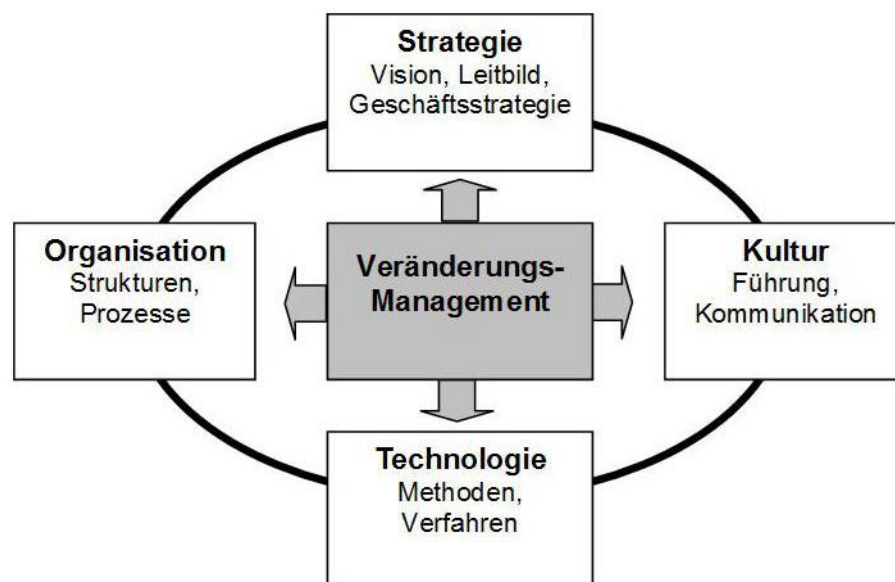 Strategie
Vision, Leitbild,
Geschäftsstrategie
Organisation
Strukturen,
Prozesse
Veränderungs-
Management
Kultur
Führung,
Kommunikation
Technologie
Methoden,
Verfahren